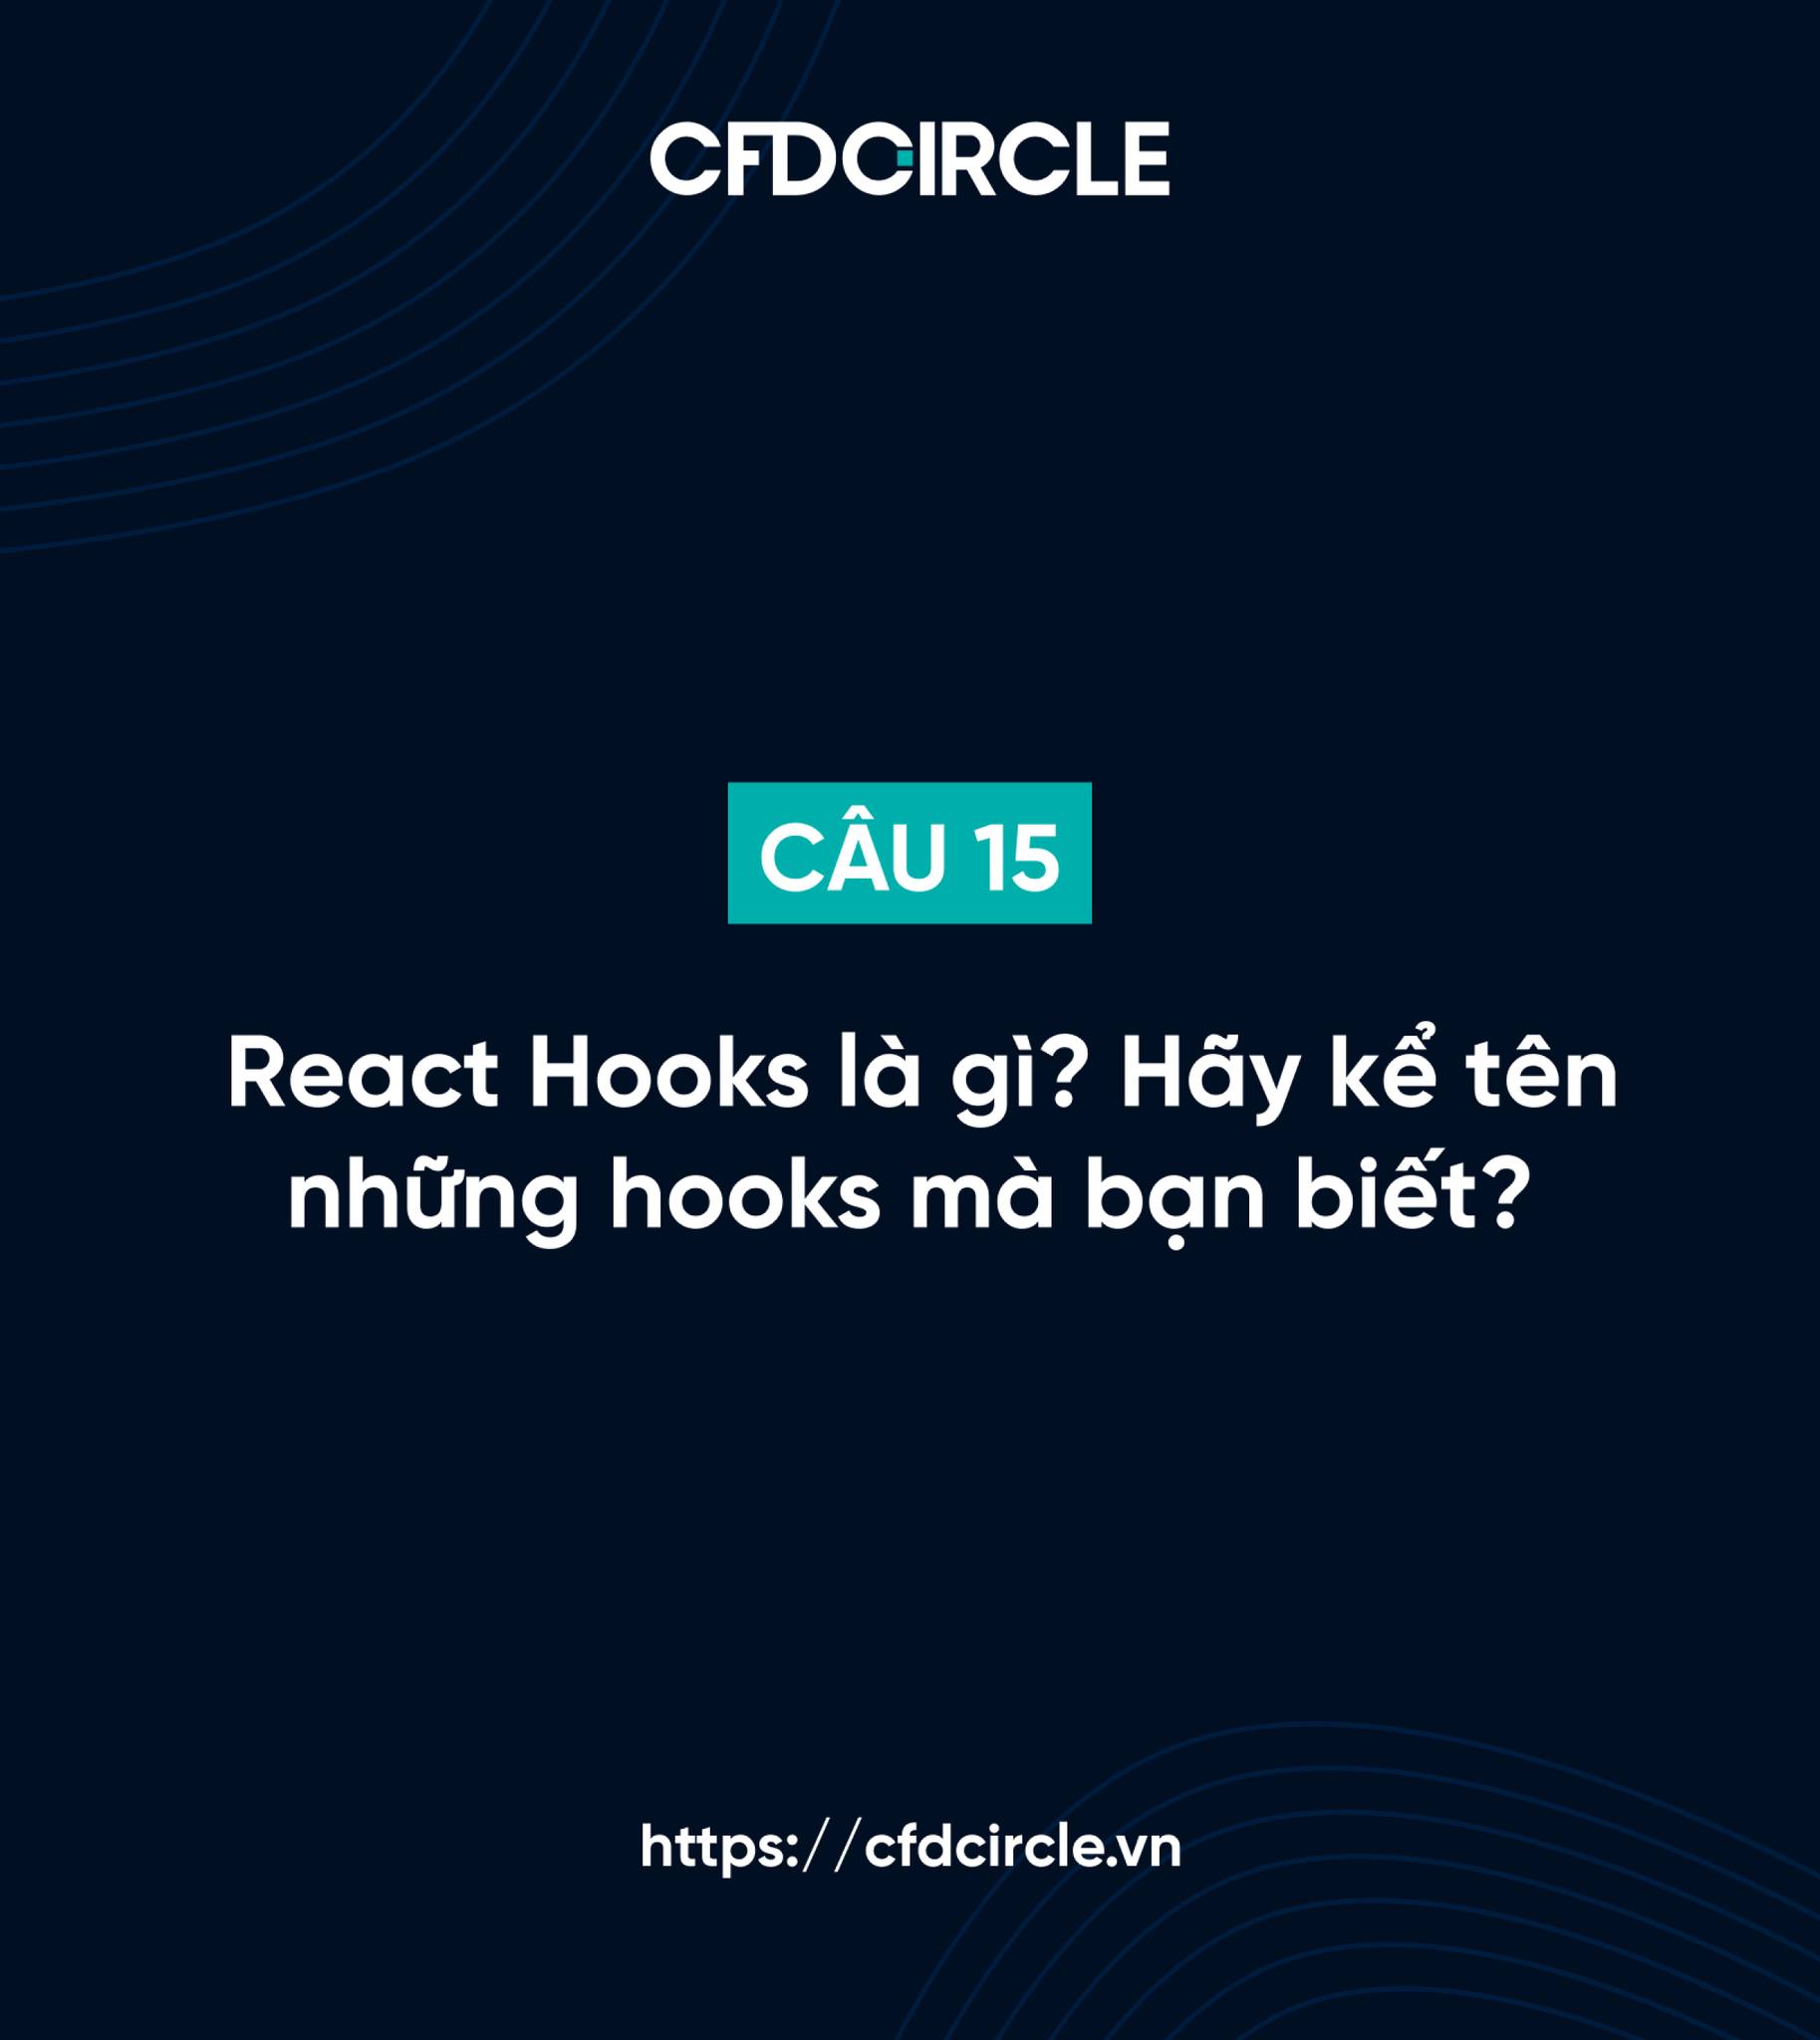 CFDCIRCLE
CÂU 15
React Hooks là gì? Hãy kể tên
những hooks mà bạn biết?
https://cfdcircle.vn